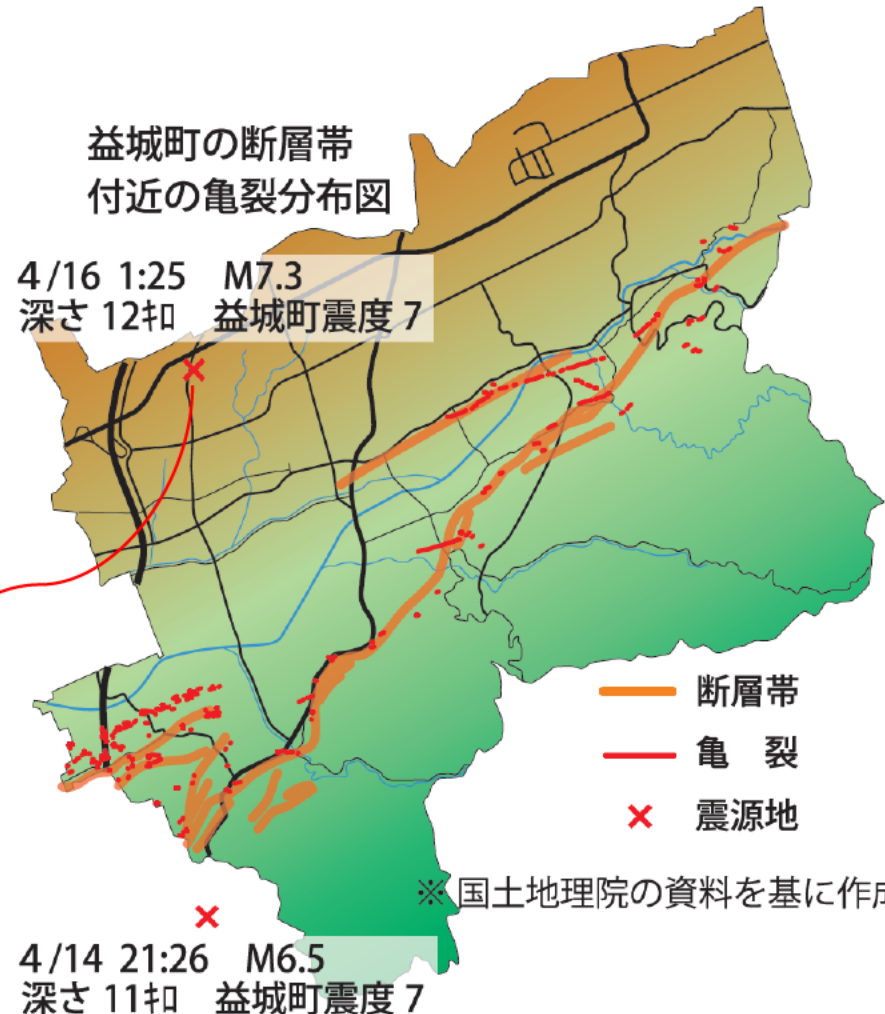 益城町の断層帯
付近の亀裂分布図
4/16 1:25 M7.3
深さ 12㌔ 益城町震度 7
断層帯
亀 裂
震源地
※ 国土地理院の資料を基に作成
4/14 21:26 M6.5
深さ 11㌔ 益城町震度 7